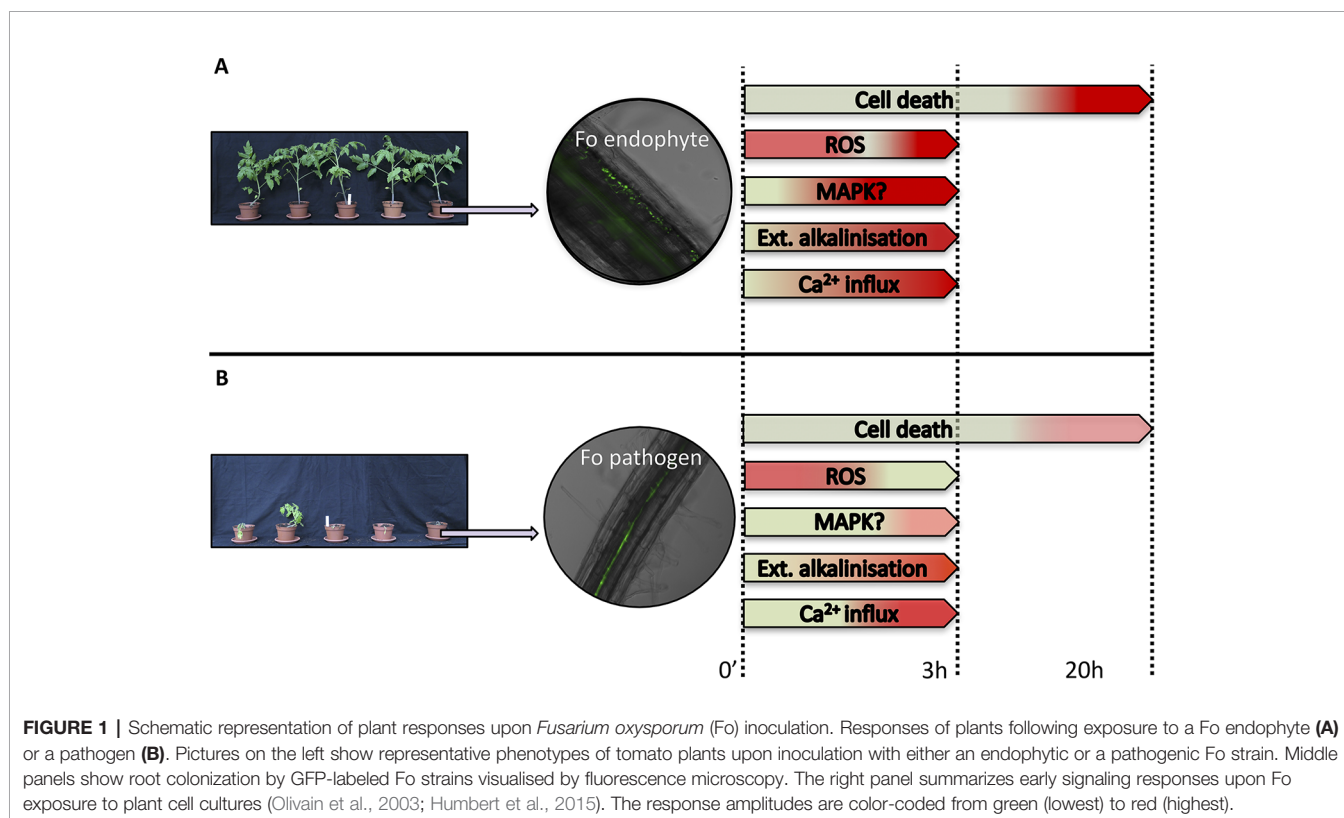 A
Fo endophyte
Cell death
ROS
MAPK?
Ext. alkalinisation
Ca²⁺ influx
B
Fo pathogen
Cell death
ROS
MAPK?
Ext. alkalinisation
Ca²⁺ influx
0’ 3h 20h
FIGURE 1 | Schematic representation of plant responses upon Fusarium oxysporum (Fo) inoculation. Responses of plants following exposure to a Fo endophyte (A)
or a pathogen (B). Pictures on the left show representative phenotypes of tomato plants upon inoculation with either an endophytic or a pathogenic Fo strain. Middle
panels show root colonization by GFP-labeled Fo strains visualised by fluorescence microscopy. The right panel summarizes early signaling responses upon Fo
exposure to plant cell cultures (Olivain et al., 2003; Humbert et al., 2015). The response amplitudes are color-coded from green (lowest) to red (highest).